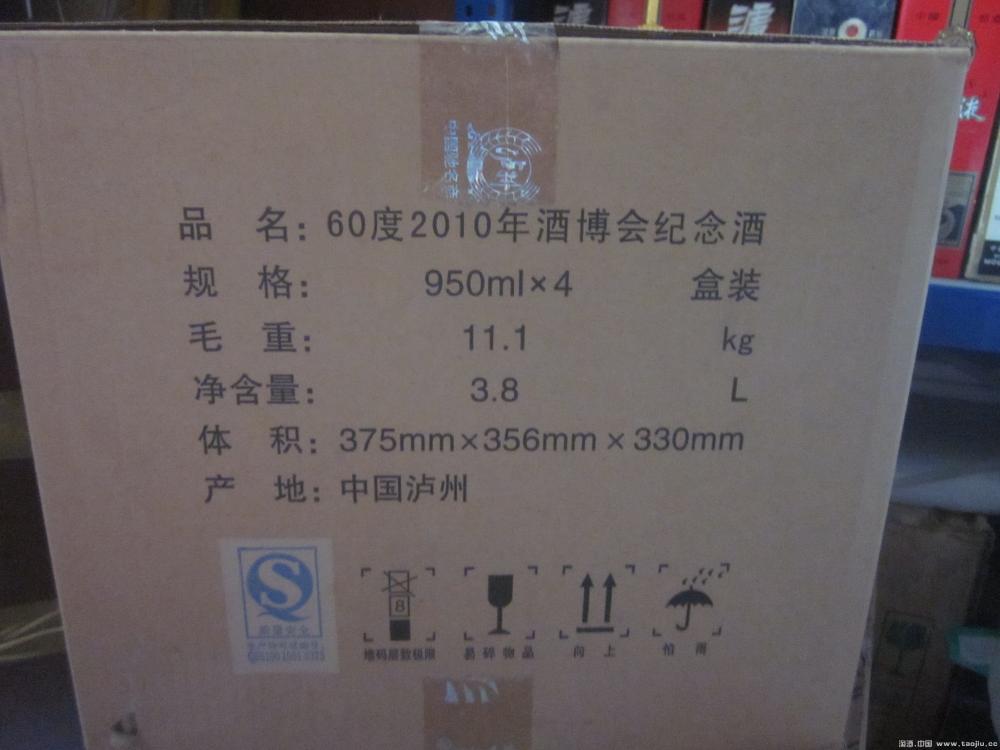 品 名：60度2010年酒博会纪念酒
规 格： 950ml×4 盒装
毛 重： 11.1 kg
净含量： 3.8 L
体 积：375mm×356mm×330mm
产 地：中国泸州
质量安全
8
堆码层数极限
易碎物品
向上
怕雨
淘酒.中国 www.taojiu.cc